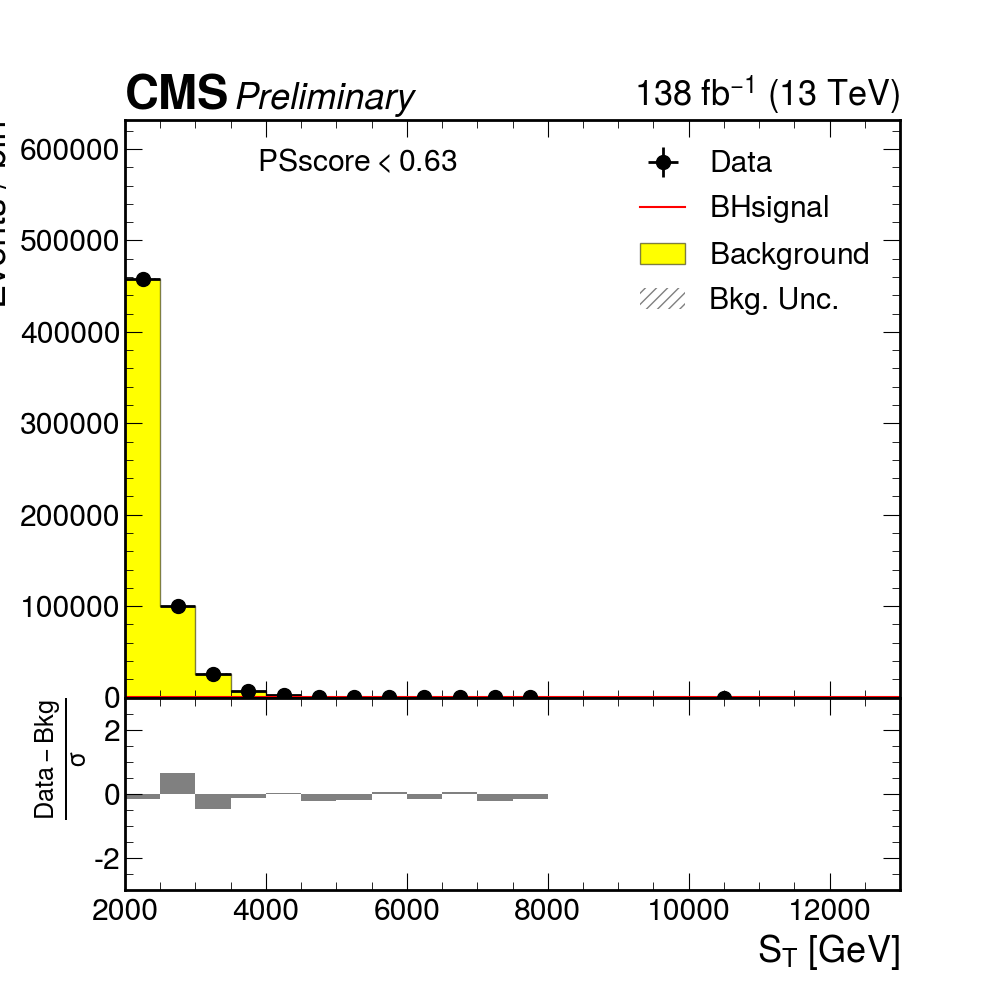 CMS Preliminary 138 fb⁻¹ (13 TeV)
PSscore < 0.63
Data
BHsignal
Background
Bkg. Unc.
600000
500000
400000
300000
200000
100000
0
Data − Bkg
σ
2
0
-2
2000 4000 6000 8000 10000 12000
S_T [GeV]